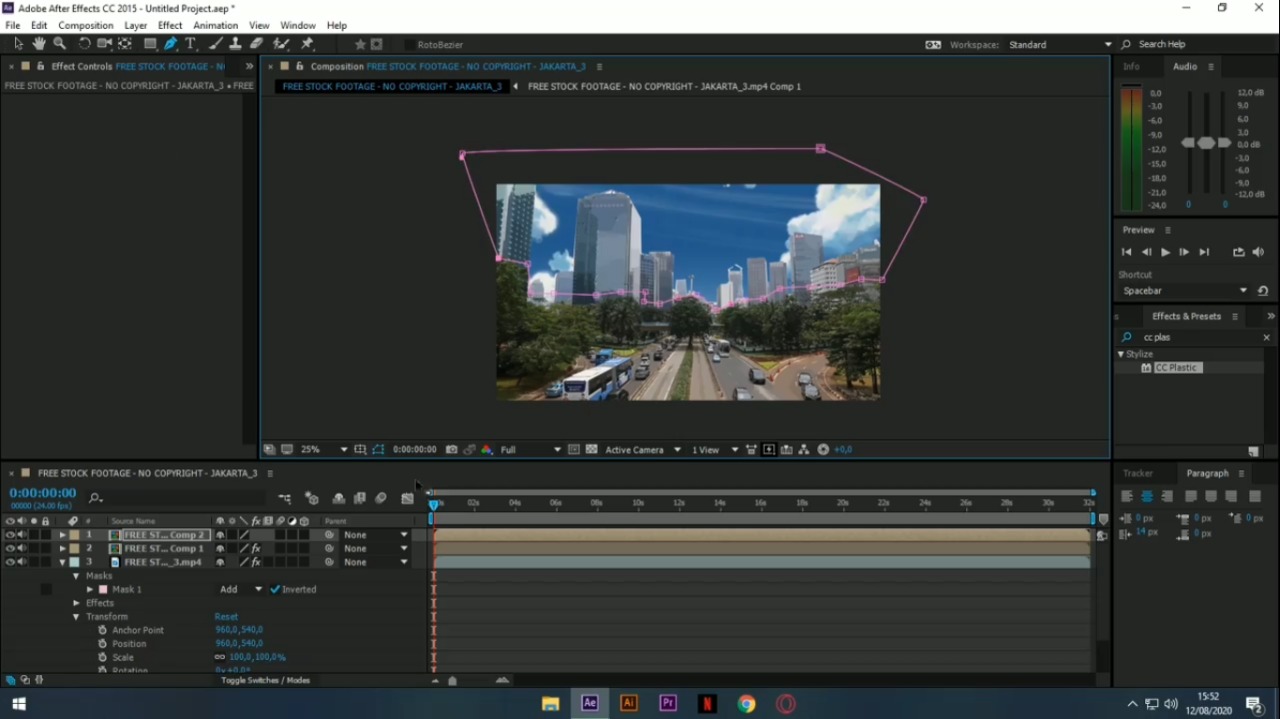 Adobe After Effects CC 2015 - Untitled Project.aep *
File Edit Composition Layer Effect Animation View Window Help
RotoBezier
Workspace: Standard
Search Help
Effect Controls FREE STOCK FOOTAGE - N
Composition FREE STOCK FOOTAGE - NO COPYRIGHT - JAKARTA_3
Info
Audio
FREE STOCK FOOTAGE - NO COPYRIGHT - JAKARTA_3 • FREE
FREE STOCK FOOTAGE - NO COPYRIGHT - JAKARTA_3
FREE STOCK FOOTAGE - NO COPYRIGHT - JAKARTA_3.mp4 Comp 1
0,0
-3,0
-6,0
-9,0
-12,0
-15,0
-18,0
-21,0
-24,0
12,0 dB
9,0
6,0
3,0
0,0 dB
-3,0
-6,0
-9,0
-12,0 dB
0 0
Preview
Shortcut
Spacebar
Effects & Presets
cc plas
Stylize
CC Plastic
25%
0:00:00:00
Full
Active Camera
1 View
+0,0
FREE STOCK FOOTAGE - NO COPYRIGHT - JAKARTA_3
Tracker
Paragraph
0:00:00:00
00000 (24.00 fps)
0s 02s 04s 06s 08s 10s 12s 14s 16s 18s 20s 22s 24s 26s 28s 30s 32s
# Source Name
fx
Parent
1 FREE ST... Comp 2 None
2 FREE ST... Comp 1 fx None
3 FREE ST..._3.mp4 fx None
Masks
Mask 1 Add Inverted
Effects
Transform Reset
Anchor Point 960,0,540,0
Position 960,0,540,0
Scale 100,0,100,0%
Rotation 0x+0,0°
Toggle Switches / Modes
0 px 0 px 0 px
14 px 0 px
Ae Ai Pr N
15:52
12/08/2020
2